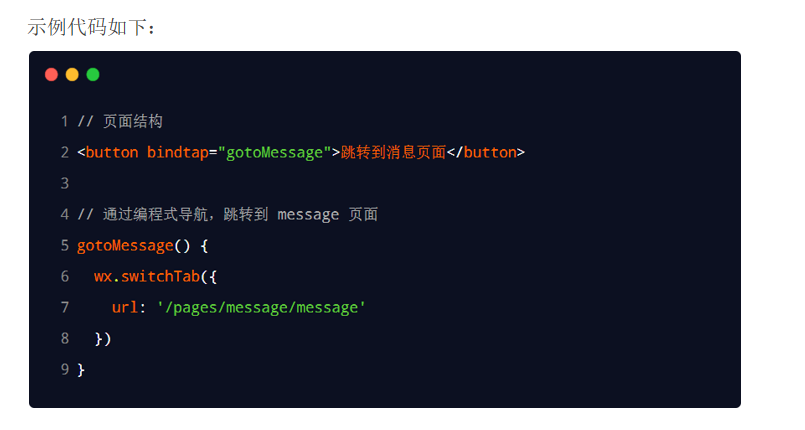 示例代码如下：
1 // 页面结构
2 <button bindtap="gotoMessage">跳转到消息页面</button>
3
4 // 通过编程式导航，跳转到 message 页面
5 gotoMessage() {
6   wx.switchTab({
7     url: '/pages/message/message'
8   })
9 }